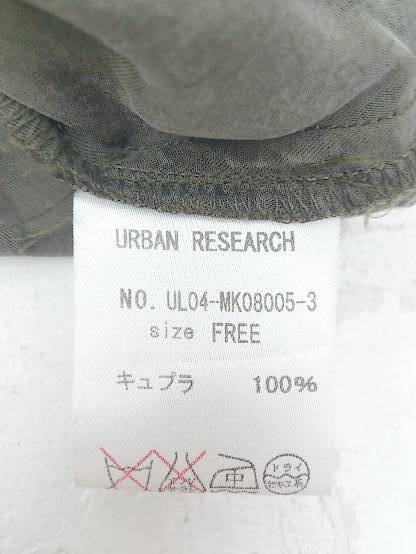 URBAN RESEARCH
NO. UL04-MK08005-3
size FREE
キュプラ 100%
中 ドライ